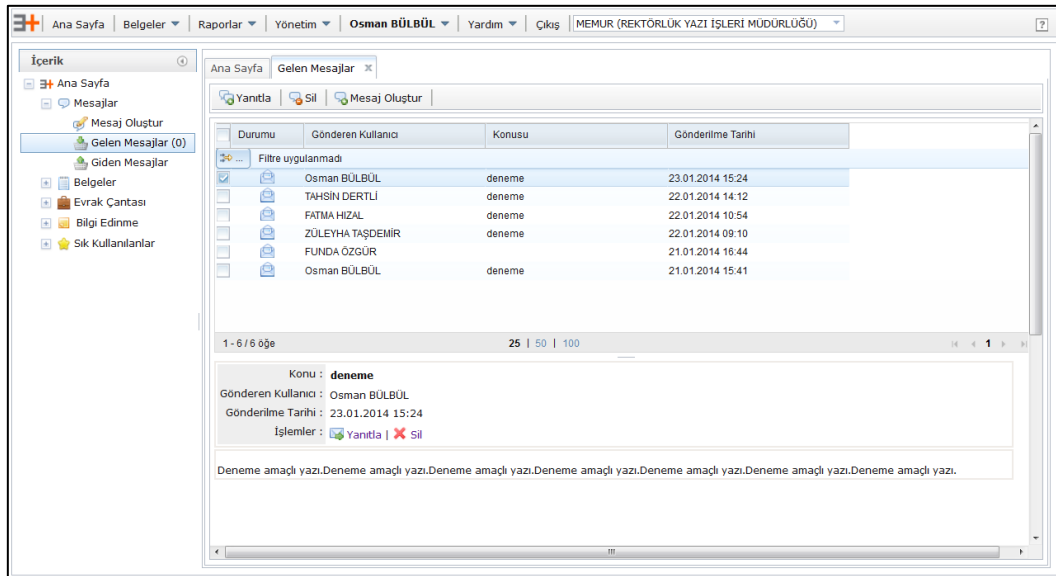 Ana Sayfa Belgeler Raporlar Yönetim Osman BÜLBÜL Yardım Çıkış MEMUR (REKTÖRLÜK YAZI İŞLERİ MÜDÜRLÜĞÜ) ?
İçerik
Ana Sayfa
Mesajlar
Mesaj Oluştur
Gelen Mesajlar (0)
Giden Mesajlar
Belgeler
Evrak Çantası
Bilgi Edinme
Sık Kullanılanlar
Ana Sayfa Gelen Mesajlar
Yanıtla Sil Mesaj Oluştur
Durumu Gönderen Kullanıcı Konusu Gönderilme Tarihi
... Filtre uygulanmadı
Osman BÜLBÜL deneme 23.01.2014 15:24
TAHSİN DERTLİ deneme 22.01.2014 14:12
FATMA HIZAL deneme 22.01.2014 10:54
ZÜLEYHA TAŞDEMİR deneme 22.01.2014 09:10
FUNDA ÖZGÜR 21.01.2014 16:44
Osman BÜLBÜL deneme 21.01.2014 15:41
1 - 6 / 6 öğe 25 | 50 | 100 1
Konu : deneme
Gönderen Kullanıcı : Osman BÜLBÜL
Gönderilme Tarihi : 23.01.2014 15:24
İşlemler : Yanıtla | Sil
Deneme amaçlı yazı.Deneme amaçlı yazı.Deneme amaçlı yazı.Deneme amaçlı yazı.Deneme amaçlı yazı.Deneme amaçlı yazı.Deneme amaçlı yazı.